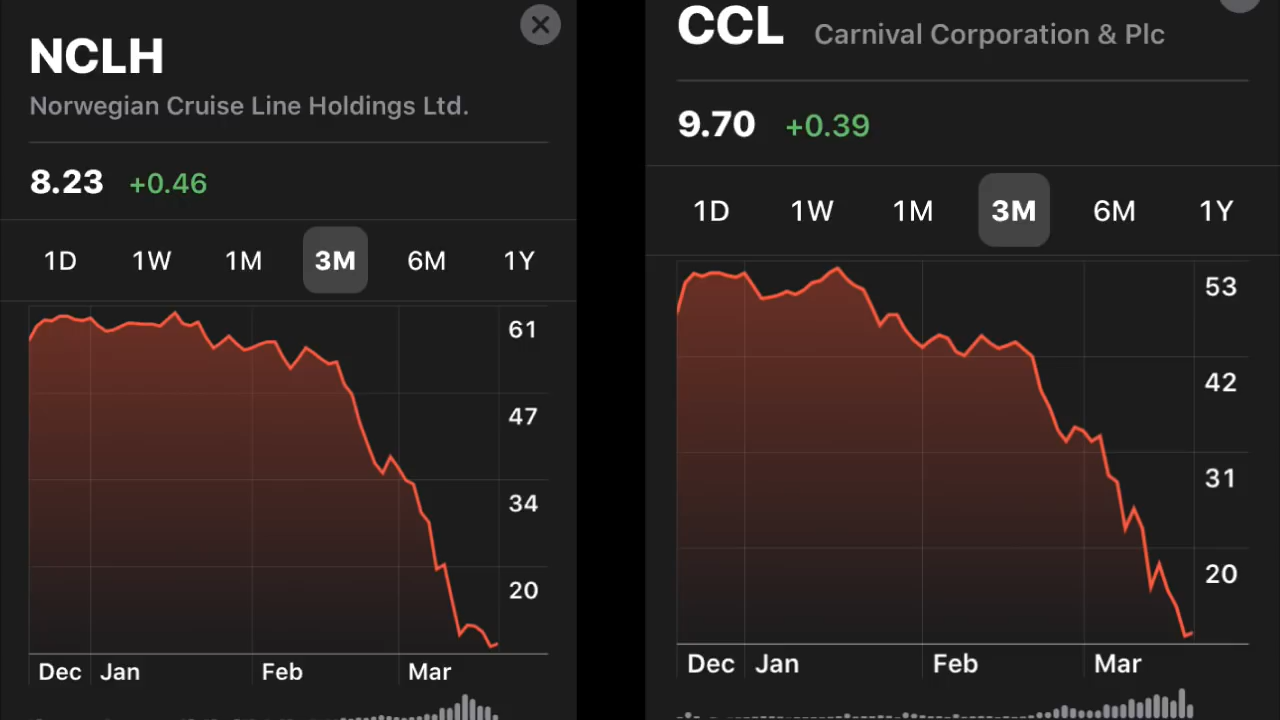 NCLH
Norwegian Cruise Line Holdings Ltd.
8.23 +0.46
1D 1W 1M 3M 6M 1Y
61
47
34
20
Dec Jan Feb Mar
CCL Carnival Corporation & Plc
9.70 +0.39
1D 1W 1M 3M 6M 1Y
53
42
31
20
Dec Jan Feb Mar